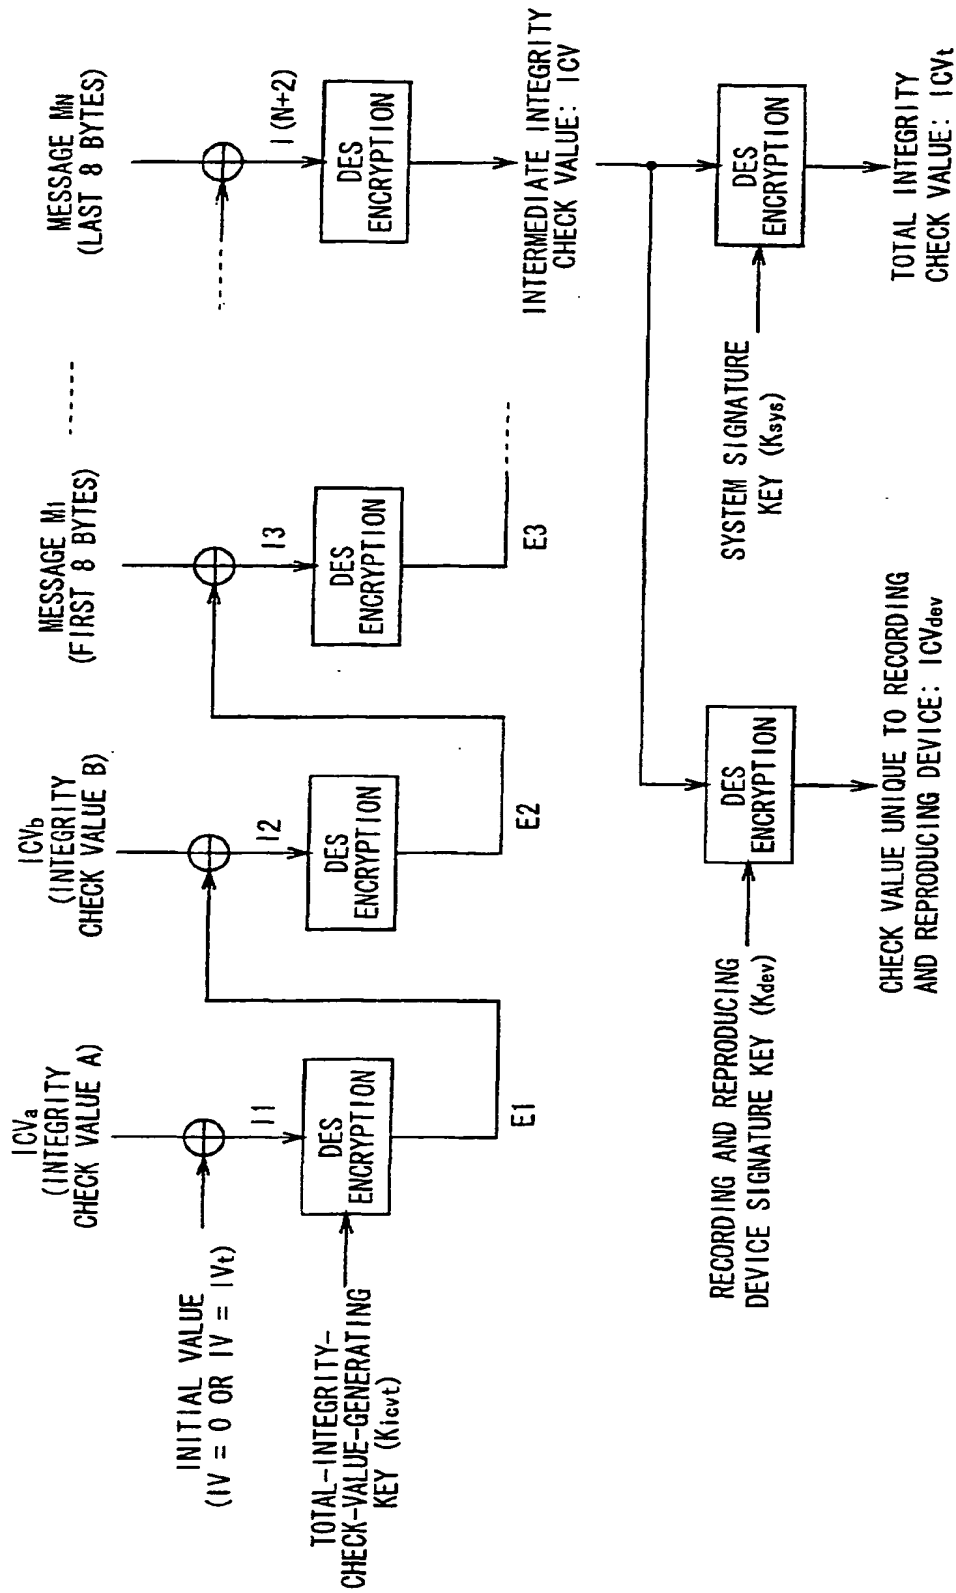 ICVa
(INTEGRITY
CHECK VALUE A)
ICVb
(INTEGRITY
CHECK VALUE B)
MESSAGE M1
(FIRST 8 BYTES)
MESSAGE MN
(LAST 8 BYTES)
INITIAL VALUE
(IV = 0 OR IV = IVt)
I1
I2
I3
I (N+2)
TOTAL-INTEGRITY-
CHECK-VALUE-GENERATING
KEY (Kicvt)
DES
ENCRYPTION
DES
ENCRYPTION
DES
ENCRYPTION
DES
ENCRYPTION
E1
E2
E3
INTERMEDIATE INTEGRITY
CHECK VALUE: ICV
RECORDING AND REPRODUCING
DEVICE SIGNATURE KEY (Kdev)
DES
ENCRYPTION
SYSTEM SIGNATURE
KEY (Ksys)
DES
ENCRYPTION
CHECK VALUE UNIQUE TO RECORDING
AND REPRODUCING DEVICE: ICVdev
TOTAL INTEGRITY
CHECK VALUE: ICVt